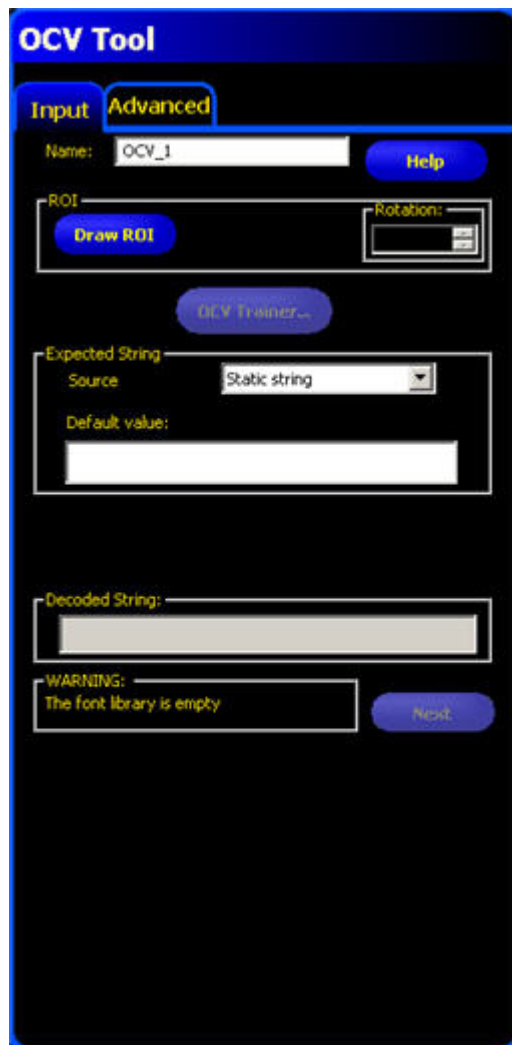 OCV Tool
Input Advanced
Name: OCV_1 Help
ROI Rotation:
Draw ROI
OCV Trainer...
Expected String
Source Static string
Default value:
Decoded String:
WARNING:
The font library is empty Next